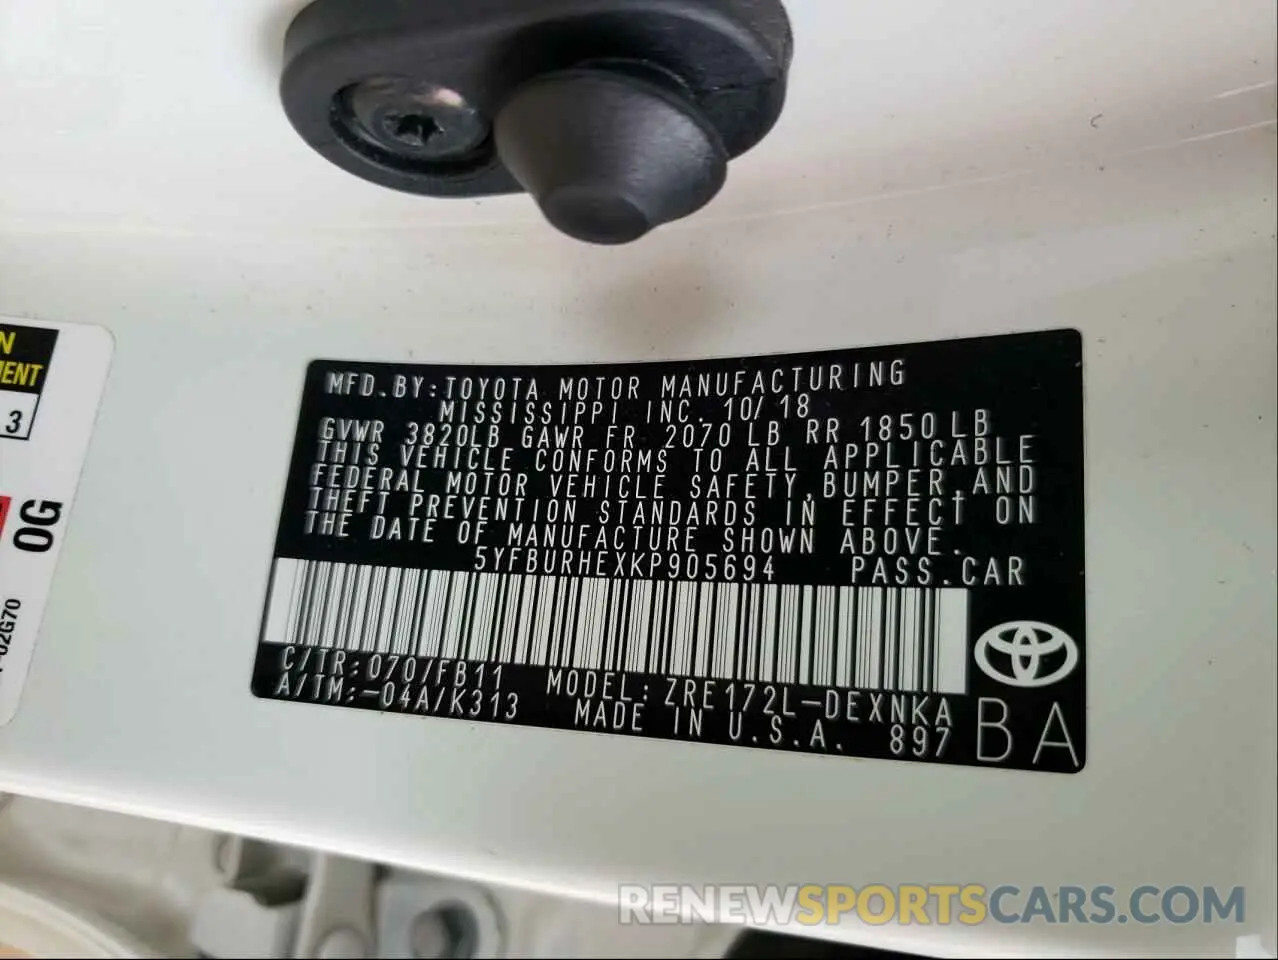 MFD. BY: TOYOTA MOTOR MANUFACTURING
MISSISSIPPI INC. 10/18
GVWR 3820LB GAWR FR 2070 LB RR 1850 LB
THIS VEHICLE CONFORMS TO ALL APPLICABLE
FEDERAL MOTOR VEHICLE SAFETY, BUMPER, AND
THEFT PREVENTION STANDARDS IN EFFECT ON
THE DATE OF MANUFACTURE SHOWN ABOVE.
5YFBURHEXKP905694 PASS.CAR
C/TR: 070/FB11 MODEL: ZRE172L-DEXNKA
A/TM: -04A/K313 MADE IN U.S.A. 897
BA
3
0G
02G70
RENEWSPORTSCARS.COM